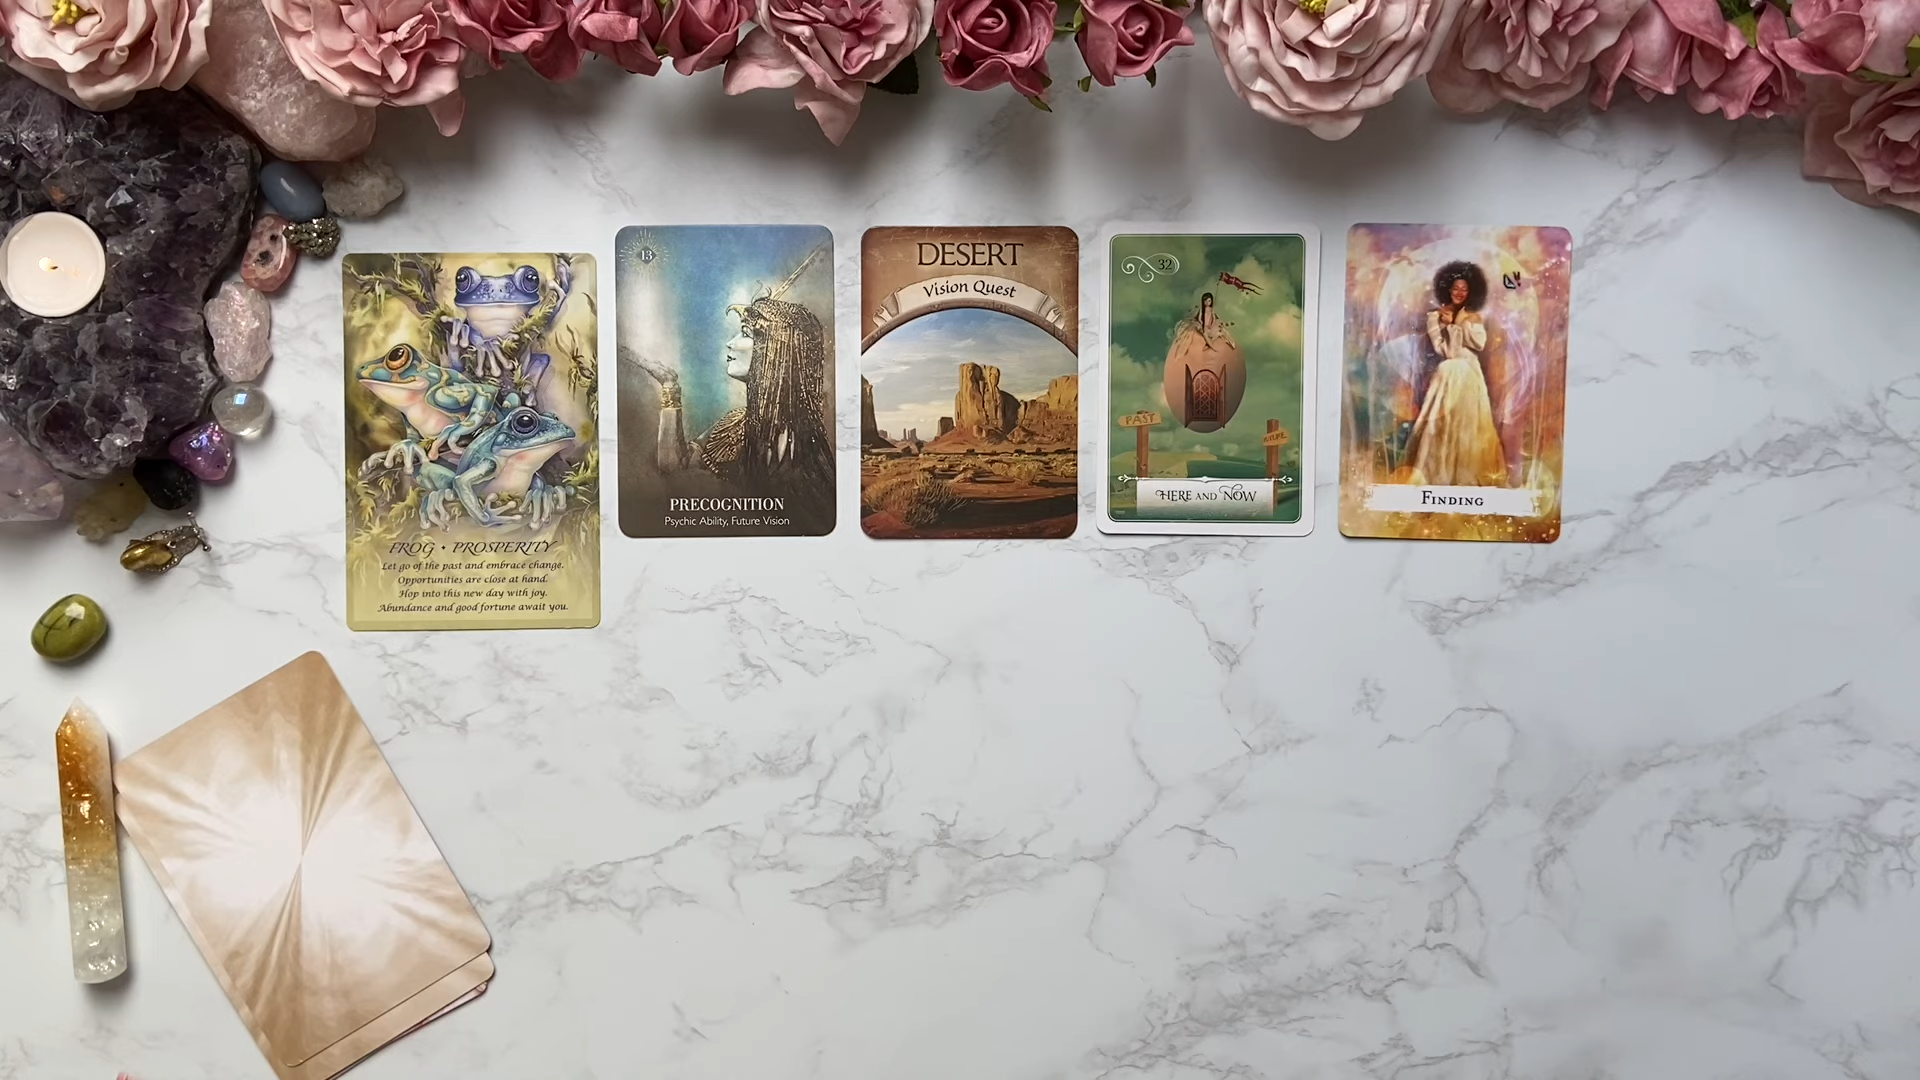 FROG • PROSPERITY
Let go of the past and embrace change.
Opportunities are close at hand.
Hop into this new day with joy.
Abundance and good fortune await you.
13
PRECOGNITION
Psychic Ability, Future Vision
DESERT
Vision Quest
32
PAST
FUTURE
HERE AND NOW
FINDING